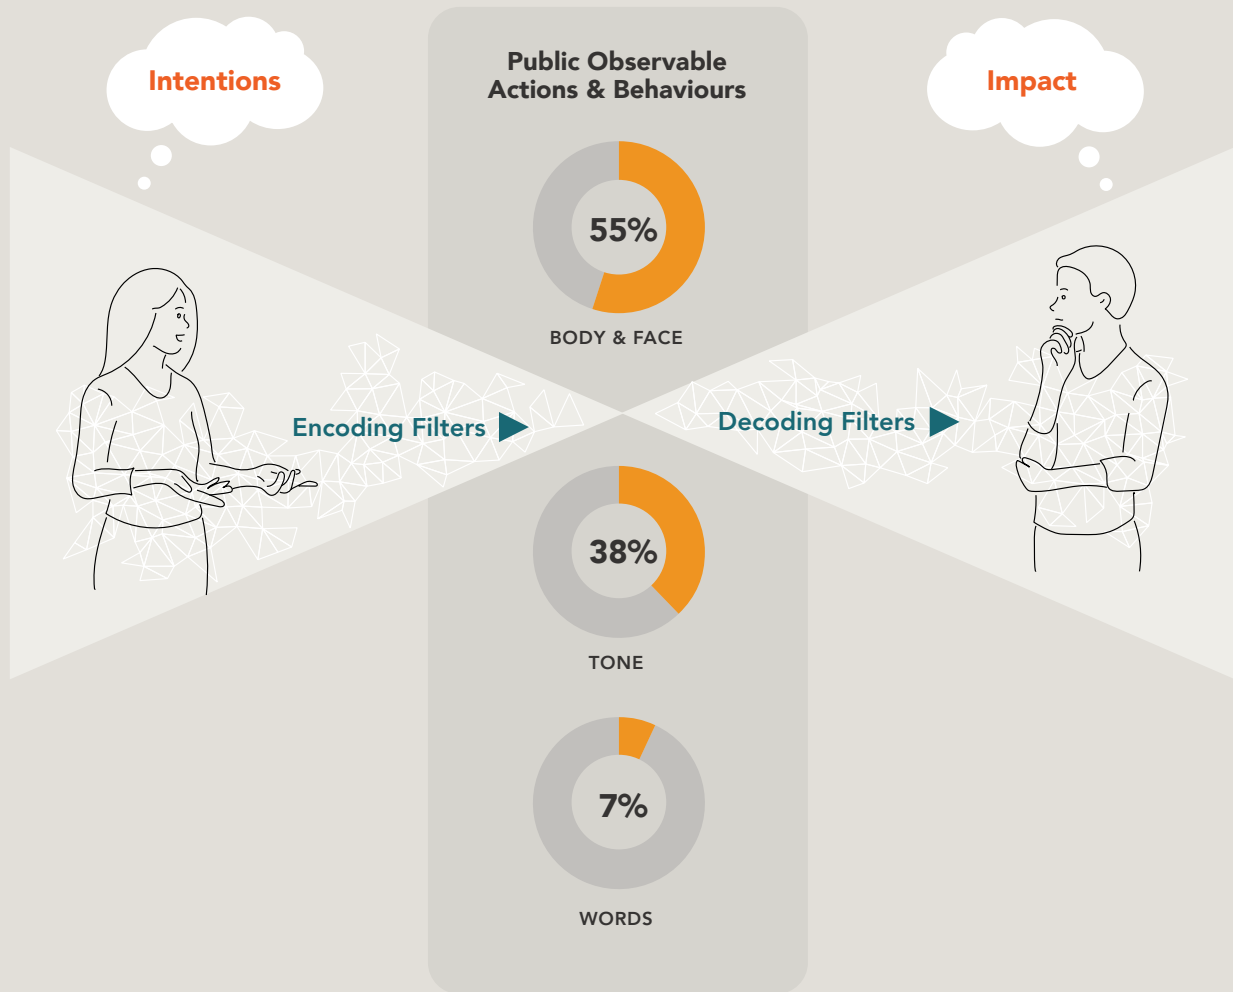 Intentions
Public Observable
Actions & Behaviours
Impact
55%
BODY & FACE
Encoding Filters
Decoding Filters
38%
TONE
7%
WORDS